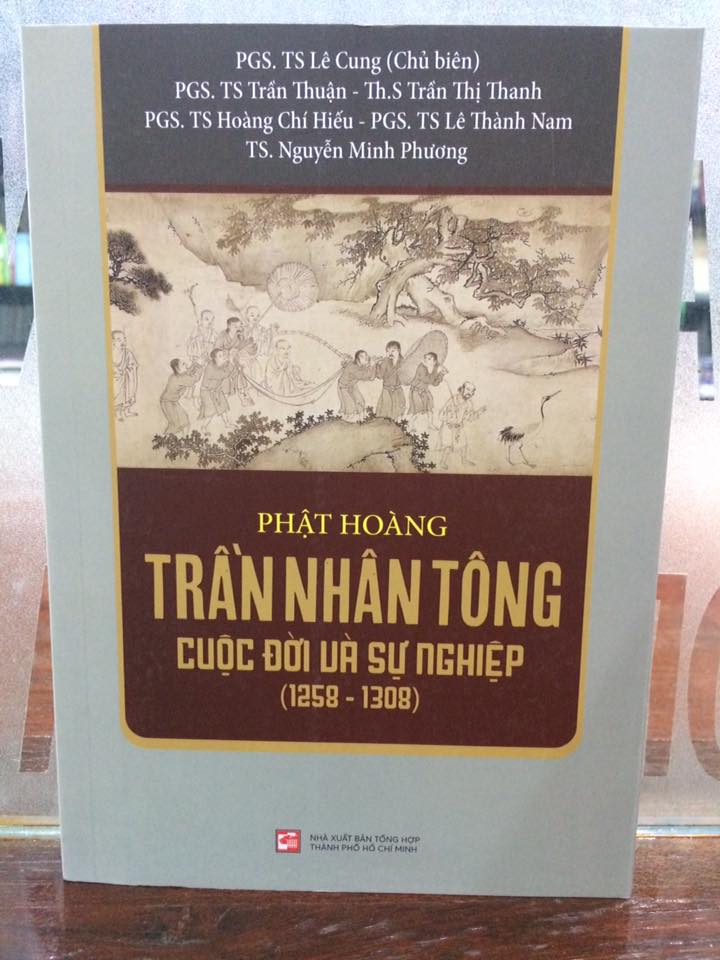 PGS. TS Lê Cung (Chủ biên)
PGS. TS Trần Thuận - Th.S Trần Thị Thanh
PGS. TS Hoàng Chí Hiếu - PGS. TS Lê Thành Nam
TS. Nguyễn Minh Phương
PHẬT HOÀNG
TRẦN NHÂN TÔNG
CUỘC ĐỜI VÀ SỰ NGHIỆP
(1258 - 1308)
NHÀ XUẤT BẢN TỔNG HỢP
THÀNH PHỐ HỒ CHÍ MINH